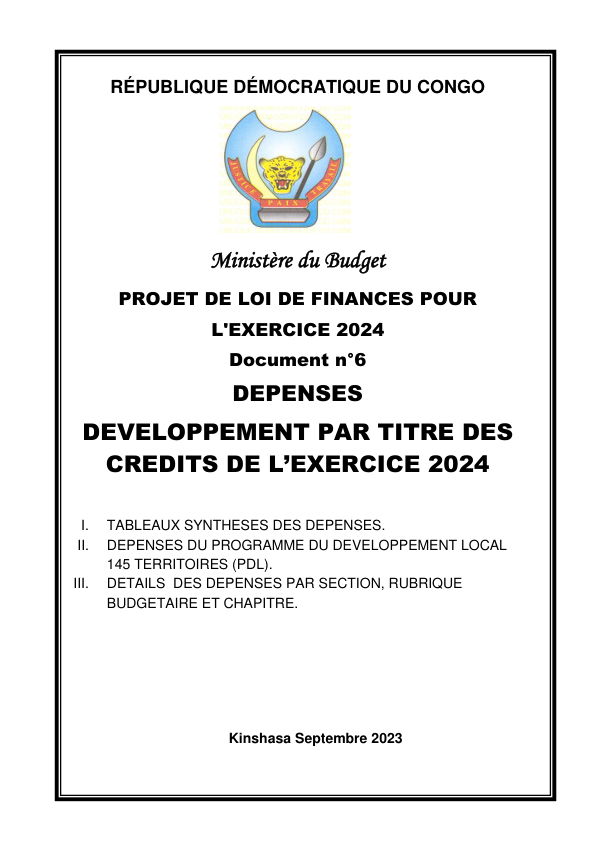 RÉPUBLIQUE DÉMOCRATIQUE DU CONGO
JUSTICE PAIX TRAVAIL
Ministère du Budget
PROJET DE LOI DE FINANCES POUR
L'EXERCICE 2024
Document n°6
DEPENSES
DEVELOPPEMENT PAR TITRE DES
CREDITS DE L’EXERCICE 2024
I. TABLEAUX SYNTHESES DES DEPENSES.
II. DEPENSES DU PROGRAMME DU DEVELOPPEMENT LOCAL
145 TERRITOIRES (PDL).
III. DETAILS DES DEPENSES PAR SECTION, RUBRIQUE
BUDGETAIRE ET CHAPITRE.
Kinshasa Septembre 2023